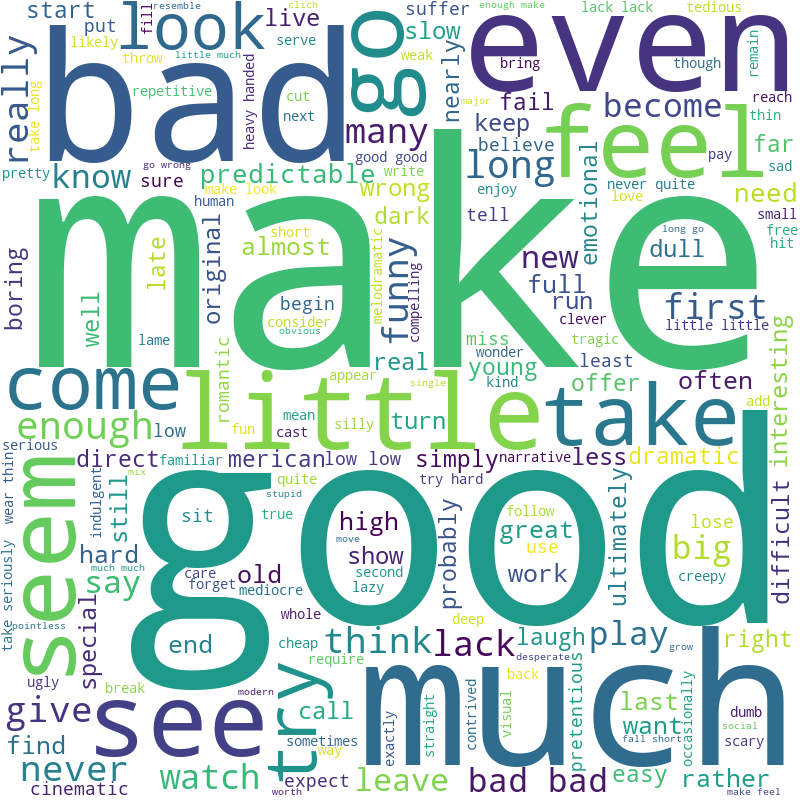 make
good
bad
even
much
little
feel
see
seem
take
come
go
look
try
long
funny
lack
enough
think
many
really
become
first
new
give
never
watch
big
play
know
predictable
almost
end
high
say
hard
well
full
run
dull
wrong
dark
keep
believe
fail
live
slow
start
put
likely
throw
repetitive
resemble
fill
little much
heavy handed
cut
next
clich
serve
suffer
weak
nearly
enough make
lack lack
tedious
bring
though
remain
reach
thin
far
sad
pay
major
good good
write
go wrong
pretty
take long
sure
make look
human
short
original
late
boring
lame
begin
consider
obvious
melodramatic
compelling
tell
enjoy
emotional
never quite
love
need
small
free
hit
long go
clever
little little
miss
wonder
kind
young
real
tragic
least
offer
often
interesting
add
appear
single
romantic
fun
mean
cast
silly
turn
low
direct
familiar
merican
low low
simply
narrative
less
dramatic
try hard
quite
stupid
true
mix
still
indulgent
serious
wear thin
take seriously
pointless
much much
sit
care
forget
mediocre
old
whole
show
second
lazy
move
probably
follow
great
use
work
deep
ultimately
lose
creepy
difficult
grow
right
laugh
desperate
back
cheap
require
special
ugly
break
modern
call
sometimes
way
exactly
straight
contrived
visual
pretentious
want
last
fall short
occasionally
social
dumb
scary
find
cinematic
expect
worth
leave
bad bad
easy
rather
make feel